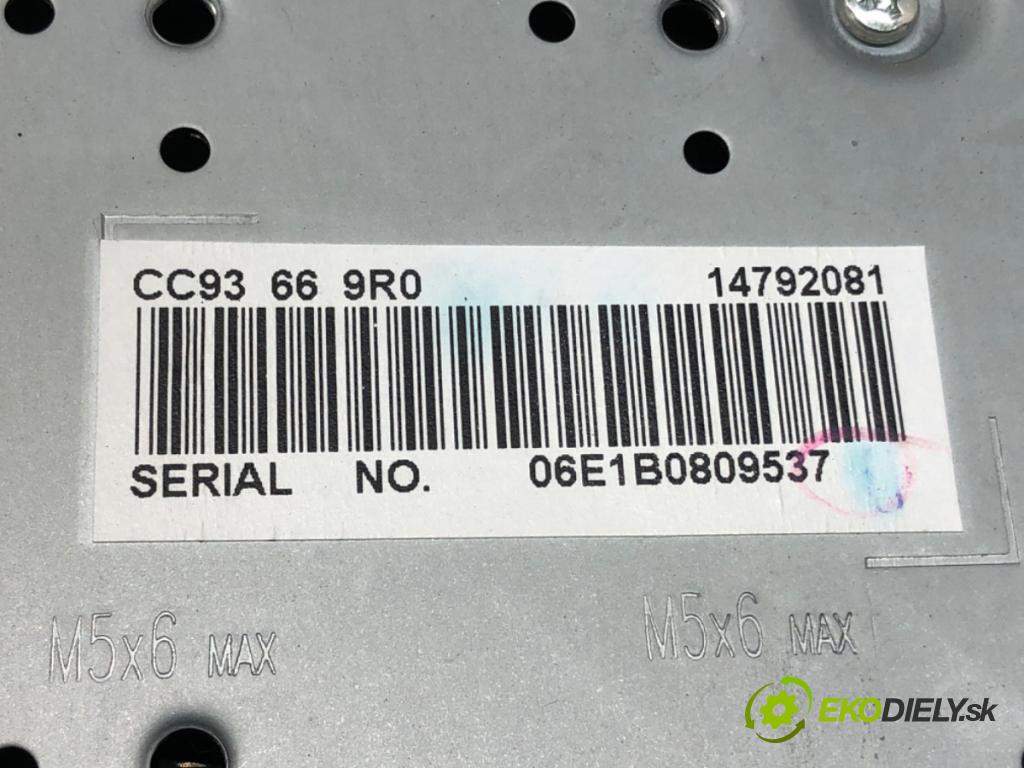 CC93 66 9R0 14792081
SERIAL NO. 06E1B0809537
M5x6 MAX M5x6 MAX
EKODIELY.sk